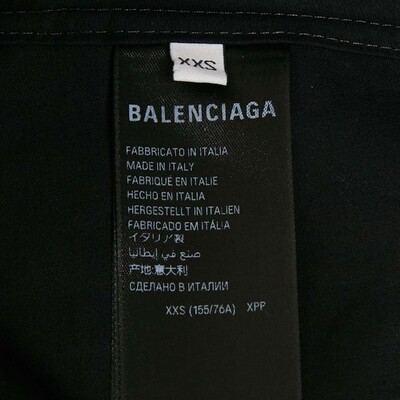 XXS
BALENCIAGA
FABBRICATO IN ITALIA
MADE IN ITALY
FABRIQUÉ EN ITALIE
HECHO EN ITALIA
HERGESTELLT IN ITALIEN
FABRICADO EM ITÁLIA
イタリア製
صنع في إيطاليا
产地:意大利
СДЕЛАНО В ИТАЛИИ
XXS (155/76A) XPP